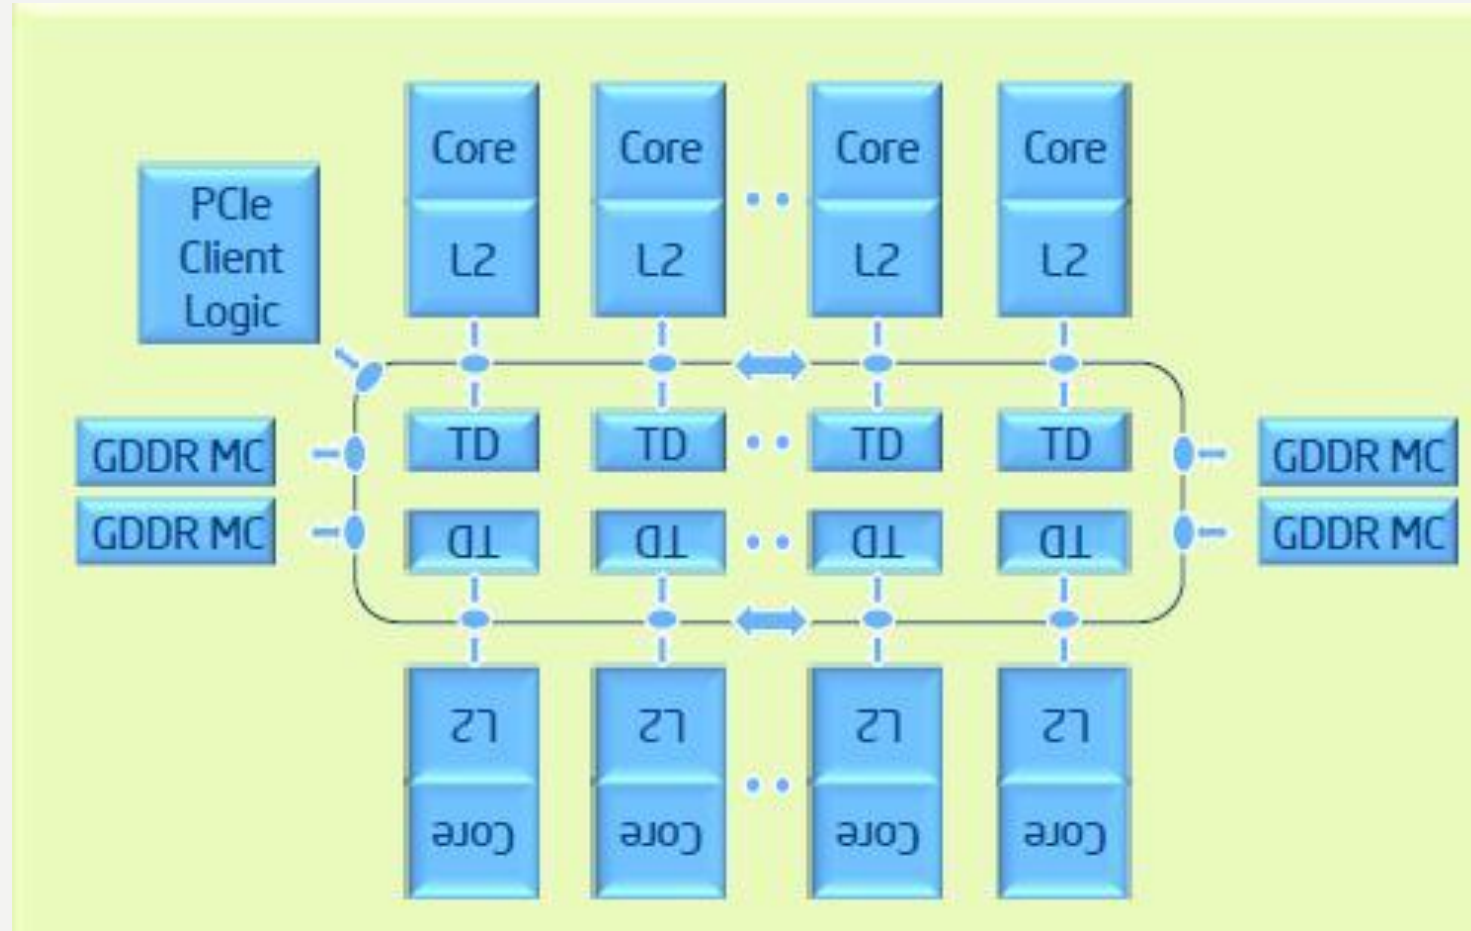 Core Core Core Core
PCIe
Client
Logic
L2 L2 L2 L2
TD TD TD TD
GDDR MC GDDR MC
GDDR MC GDDR MC
TD TD TD TD
L2 L2 L2 L2
Core Core Core Core